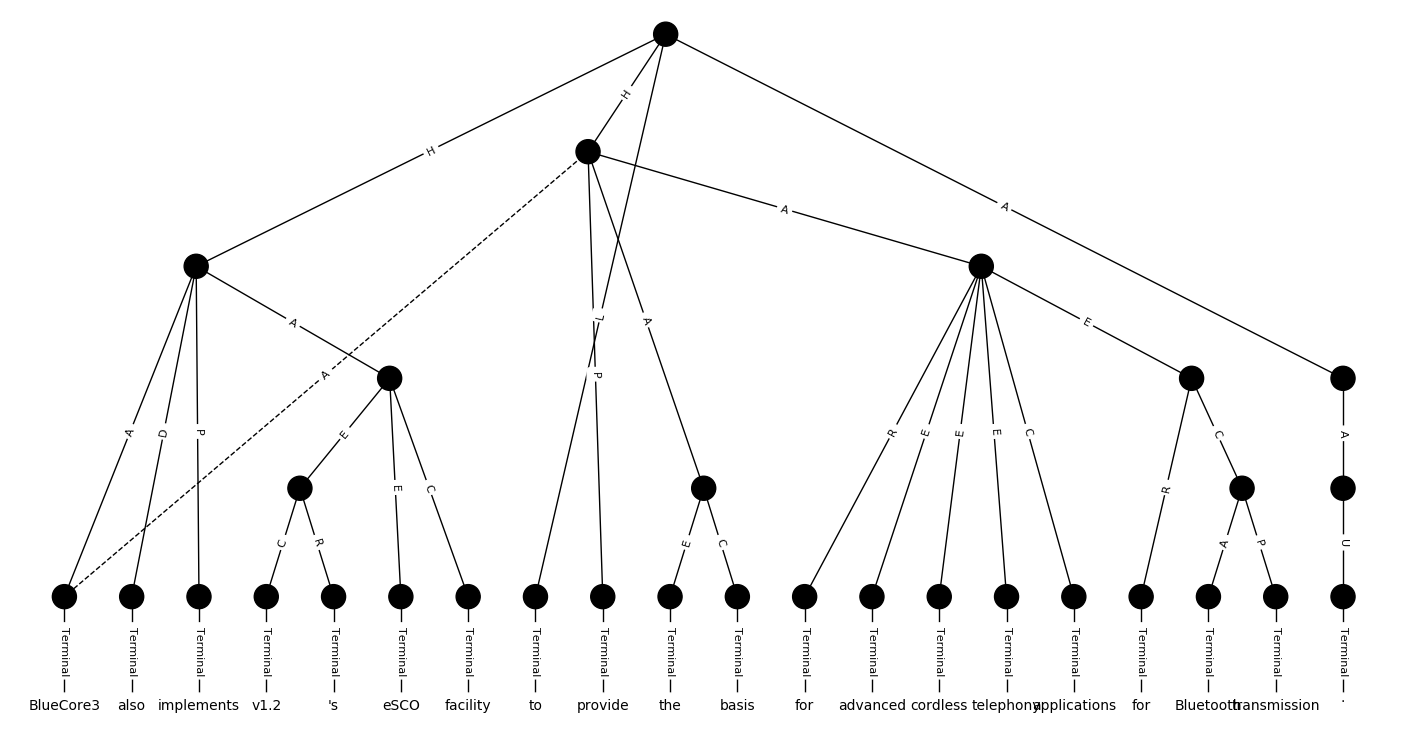 H
H
A
A
L
A
A
E
A
P
A
D
P
E
R
E
E
E
C
C
E
C
R
C
R
E
C
A
P
A
U
Terminal Terminal Terminal Terminal Terminal Terminal Terminal Terminal Terminal Terminal Terminal Terminal Terminal Terminal Terminal Terminal Terminal Terminal Terminal Terminal
BlueCore3 also implements v1.2 's eSCO facility to provide the basis for advanced cordless telephony applications for Bluetooth transmission .